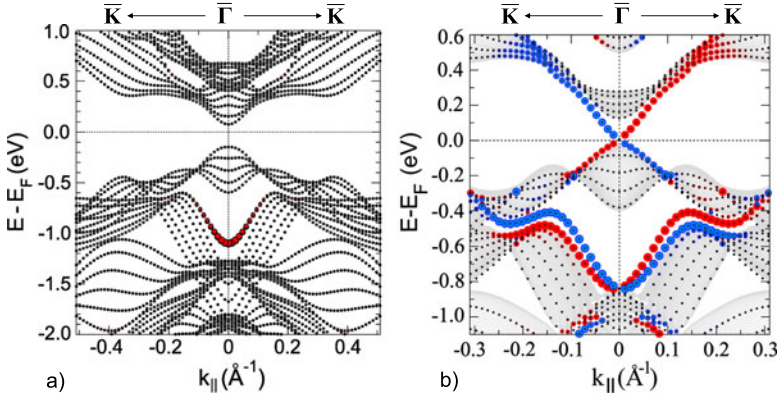 K̅ ← Γ̅ → K̅
K̅ ← Γ̅ → K̅
1.0
0.5
0.0
-0.5
-1.0
-1.5
-2.0
E - E_F (eV)
-0.4 -0.2 0 0.2 0.4
k_||(Å⁻¹)
a)
0.6
0.4
0.2
0.0
-0.2
-0.4
-0.6
-0.8
-1.0
E-E_F (eV)
-0.3 -0.2 -0.1 0 0.1 0.2 0.3
k_||(Å⁻¹)
b)